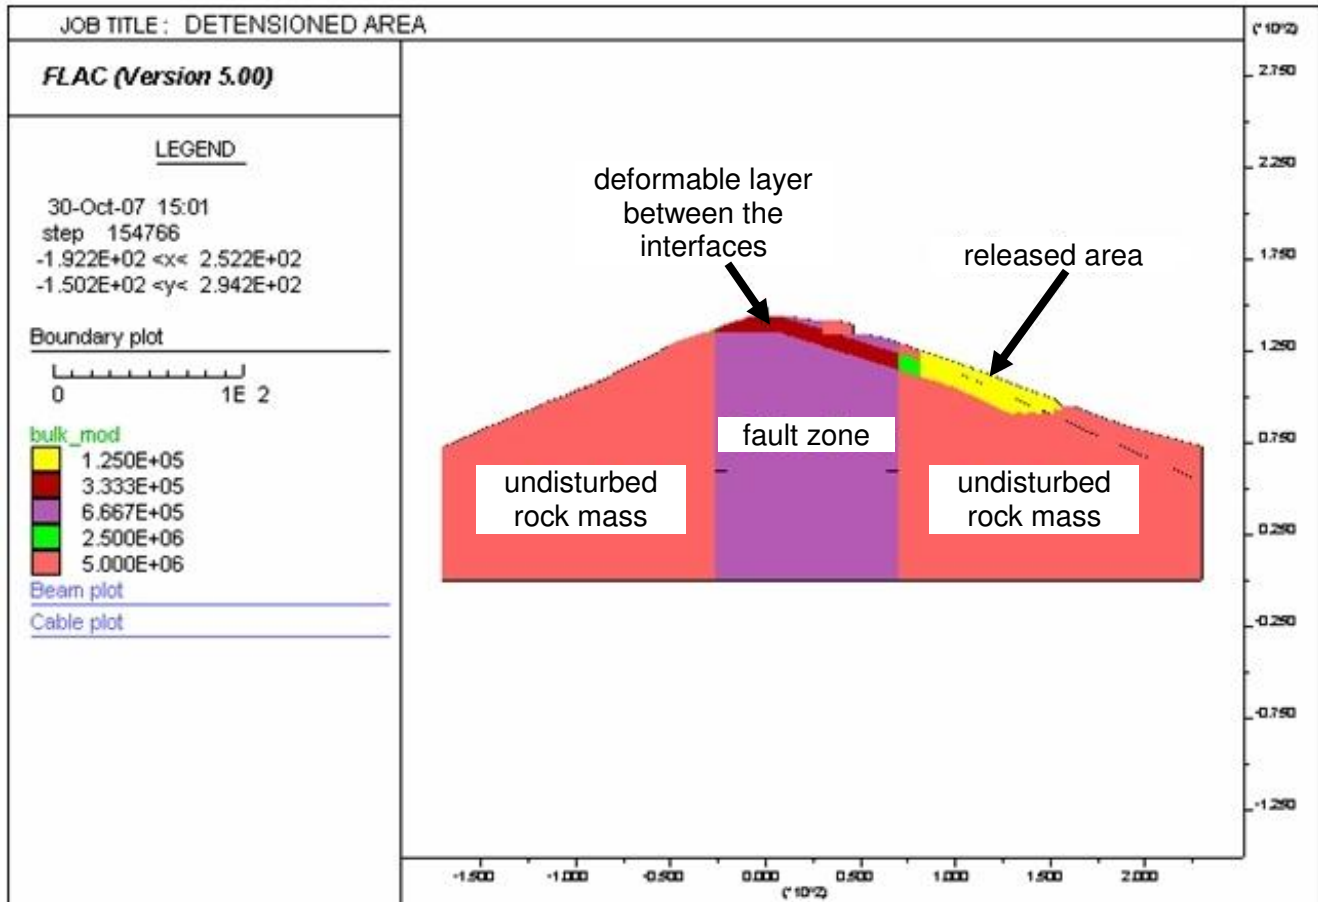 JOB TITLE : DETENSIONED AREA
FLAC (Version 5.00)
LEGEND
30-Oct-07 15:01
step 154766
-1.922E+02 <x< 2.522E+02
-1.502E+02 <y< 2.942E+02
Boundary plot
0 1E 2
bulk_mod
1.250E+05
3.333E+05
6.667E+05
2.500E+06
5.000E+06
Beam plot
Cable plot
deformable layer
between the
interfaces
released area
fault zone
undisturbed
rock mass
undisturbed
rock mass
(*10^2)
2.750
2.250
1.750
1.250
0.750
0.250
-0.250
-0.750
-1.250
-1.500 -1.000 -0.500 0.000 0.500 1.000 1.500 2.000
(*10^2)